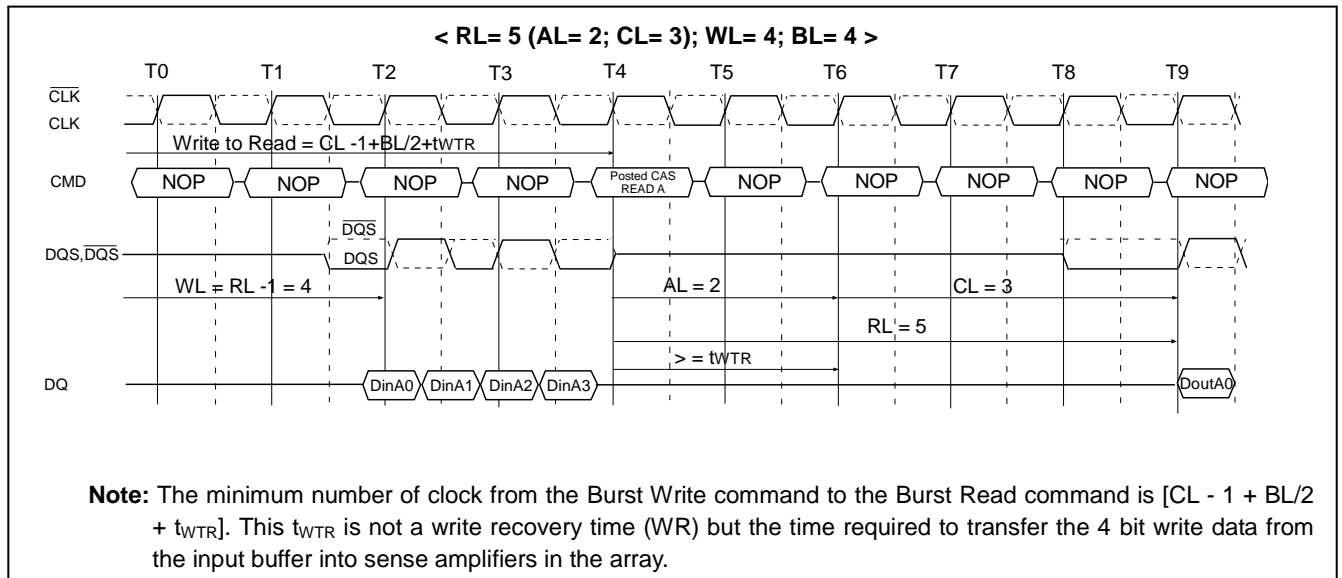 < RL= 5 (AL= 2; CL= 3); WL= 4; BL= 4 >
T0 T1 T2 T3 T4 T5 T6 T7 T8 T9
CLK
CLK
Write to Read = CL -1+BL/2+tWTR
CMD NOP NOP NOP NOP Posted CAS READ A NOP NOP NOP NOP NOP
DQS
DQS,DQS DQS
WL = RL -1 = 4 AL = 2 CL = 3
RL = 5
> = tWTR
DQ DinA0 DinA1 DinA2 DinA3 DoutA0
Note: The minimum number of clock from the Burst Write command to the Burst Read command is [CL - 1 + BL/2
+ tWTR]. This tWTR is not a write recovery time (WR) but the time required to transfer the 4 bit write data from
the input buffer into sense amplifiers in the array.